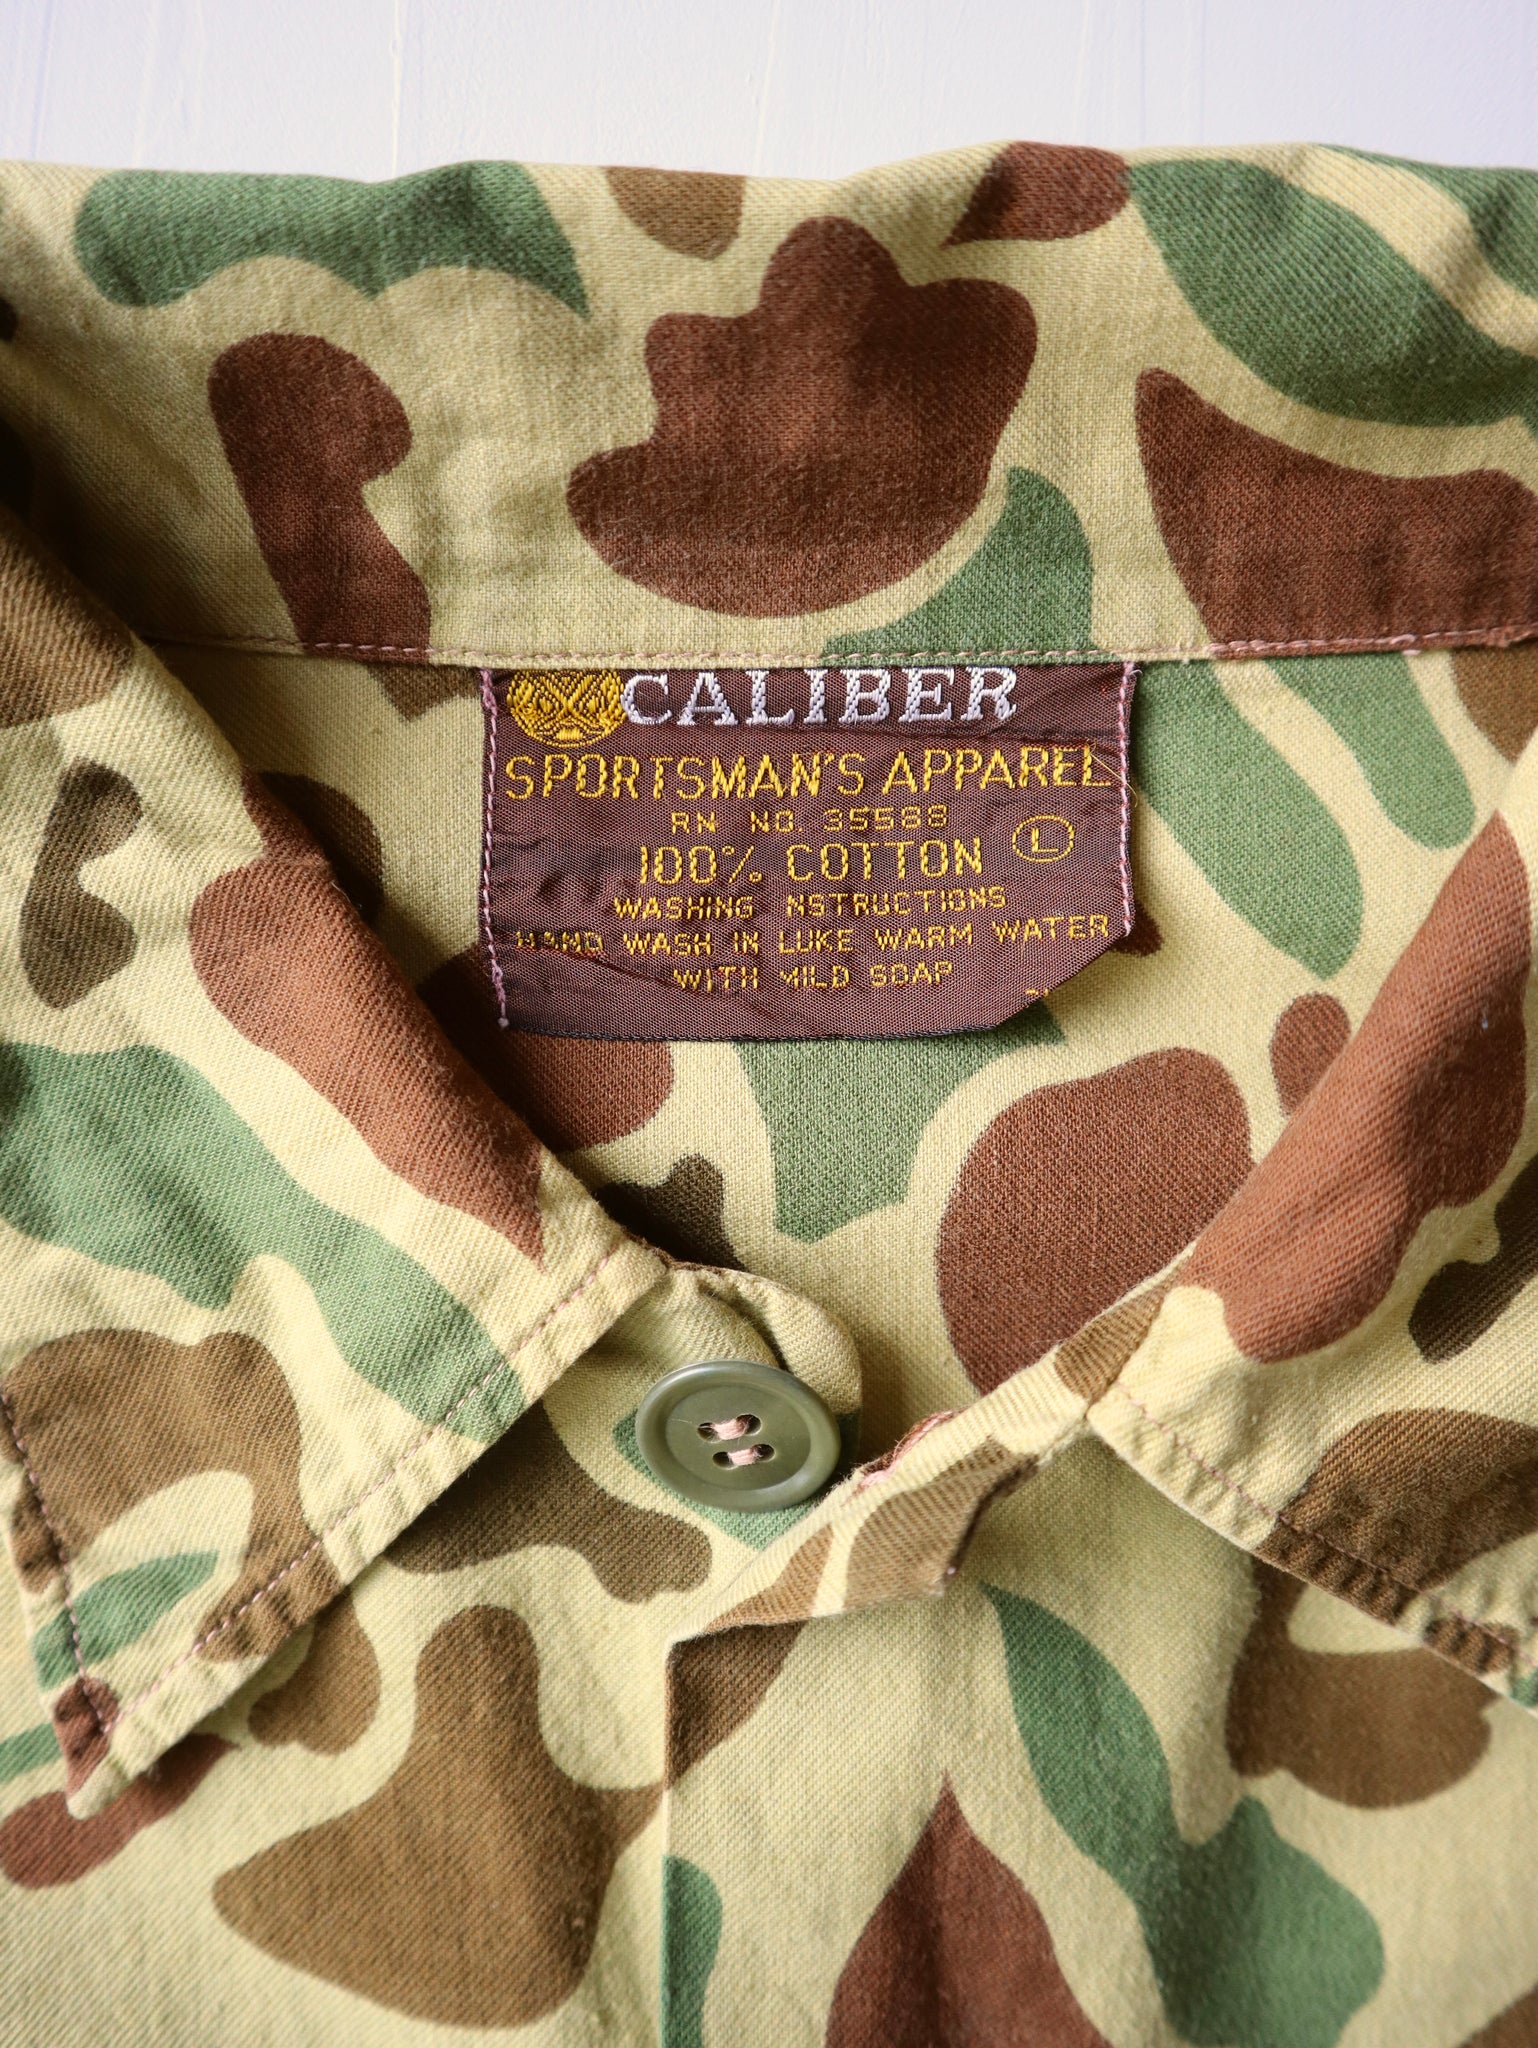 CALIBER
SPORTSMAN'S APPAREL
RN NO. 35588
100% COTTON L
WASHING NSTRUCTIONS
HAND WASH IN LUKE WARM WATER
WITH MILD SOAP